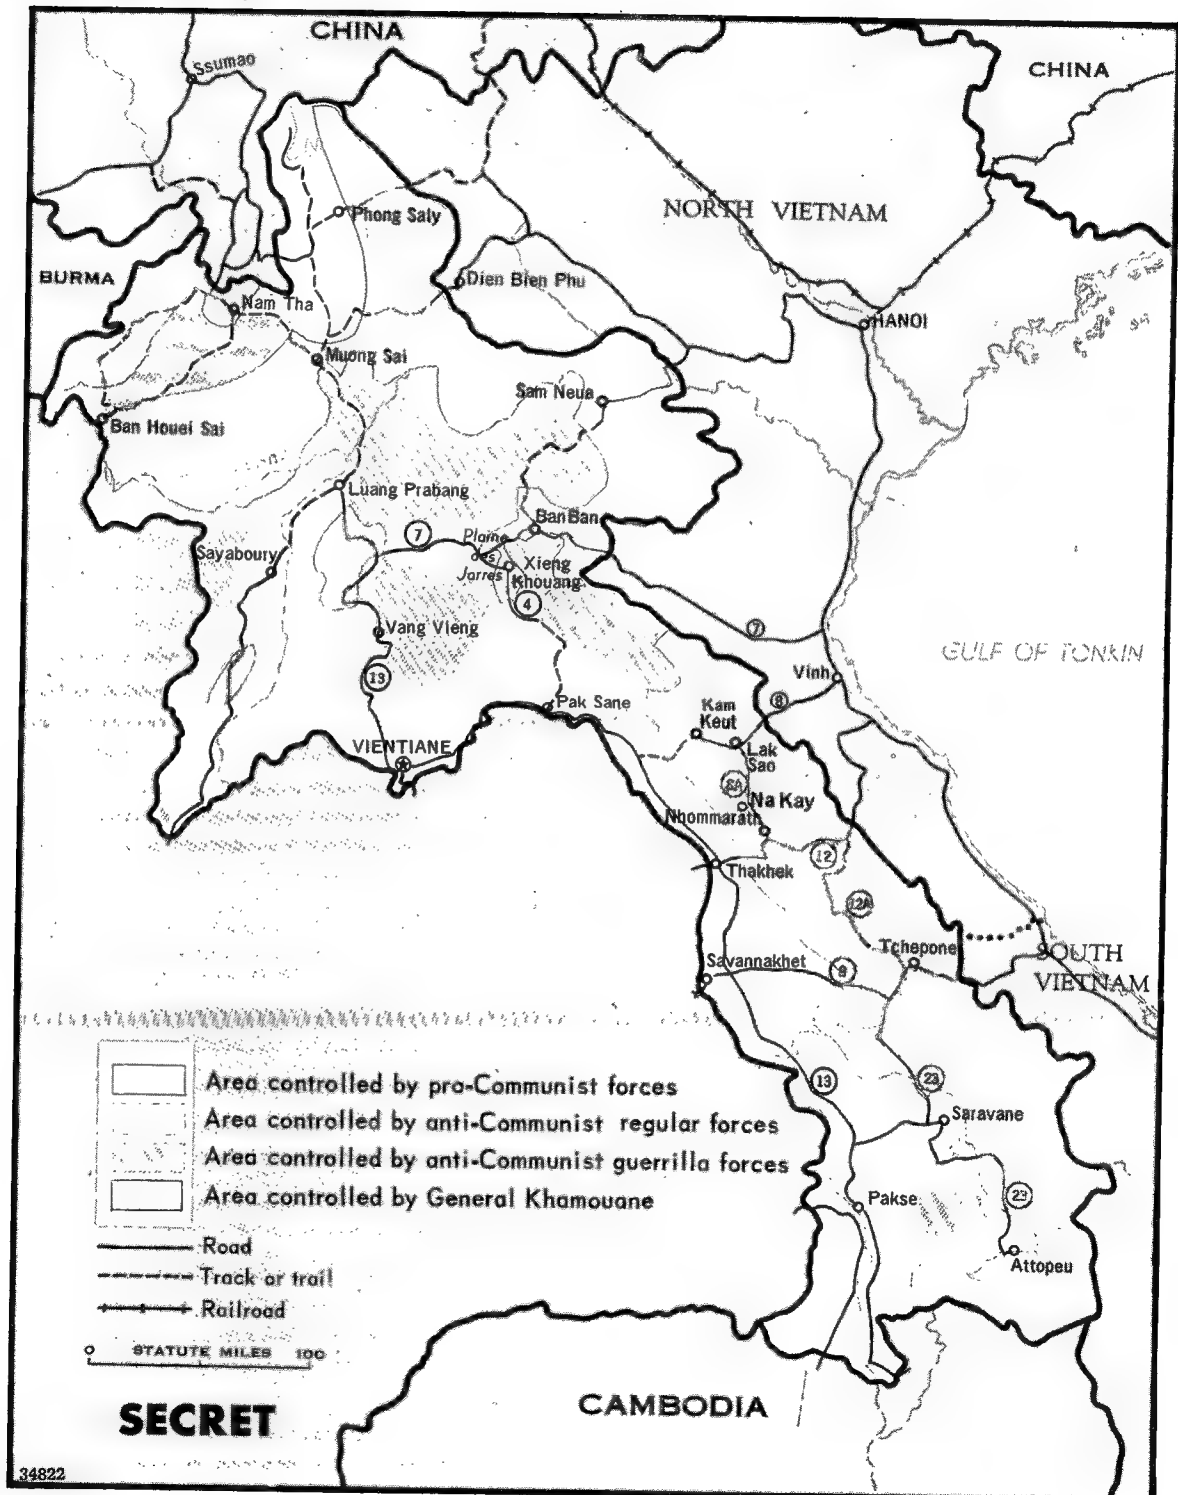 CHINA
Ssumao
CHINA
Phong Saly
NORTH VIETNAM
BURMA
Dien Bien Phu
Nam Tha
HANOI
Muong Sai
Sam Neua
Ban Houei Sai
Luang Prabang
Ban Ban
7
Plaine
des
Jarres
Sayaboury
Xieng
Khouang
4
Vang Vieng
7
GULF OF TONKIN
13
Vinh
8
Pak Sane
Kam
Keut
VIENTIANE
Lak
Sao
8A
Na Kay
Nhommarath
12
Thakhek
12A
Tchepone
SOUTH
VIETNAM
Savannakhet
9
Area controlled by pro-Communist forces
Area controlled by anti-Communist regular forces
Area controlled by anti-Communist guerrilla forces
Area controlled by General Khamouane
13
23
Saravane
Pakse
23
Attopeu
Road
Track or trail
Railroad
0 STATUTE MILES 100
CAMBODIA
SECRET
34822